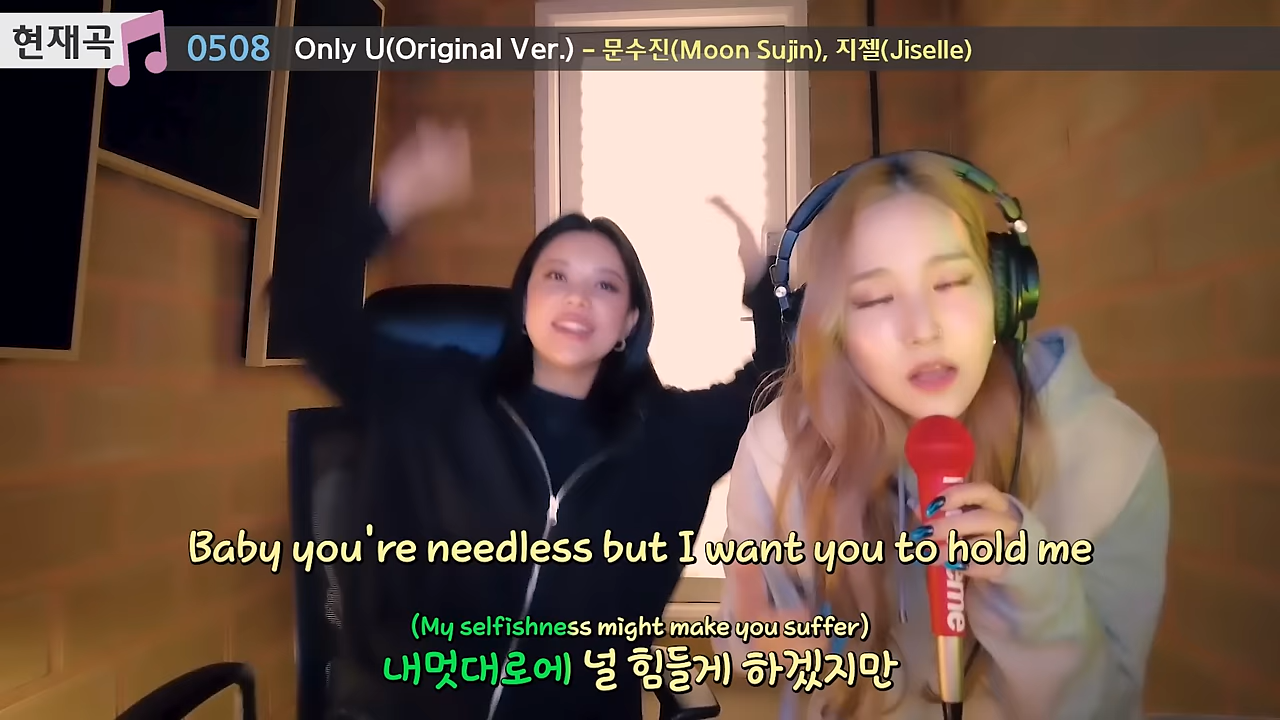 현재곡
0508 Only U(Original Ver.) – 문수진(Moon Sujin), 지젤(Jiselle)
Baby you're needless but I want you to hold me
(My selfishness might make you suffer)
내멋대로에 널 힘들게 하겠지만